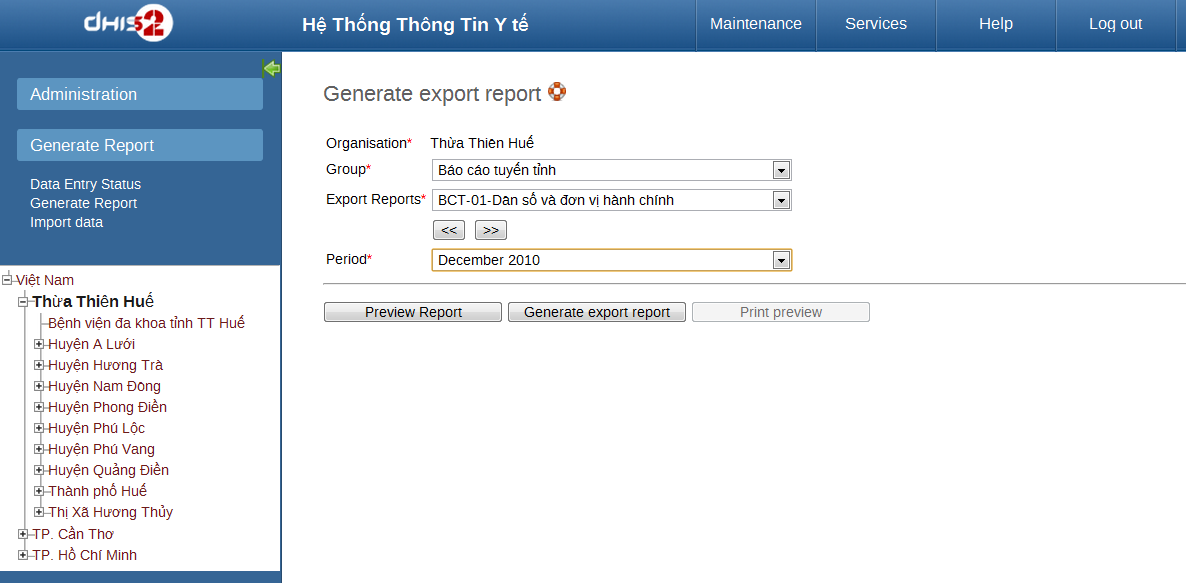 dhis2 Hệ Thống Thông Tin Y tế Maintenance Services Help Log out
Administration
Generate Report
Data Entry Status
Generate Report
Import data
Việt Nam
Thừa Thiên Huế
Bệnh viện đa khoa tỉnh TT Huế
Huyện A Lưới
Huyện Hương Trà
Huyện Nam Đông
Huyện Phong Điền
Huyện Phú Lộc
Huyện Phú Vang
Huyện Quảng Điền
Thành phố Huế
Thị Xã Hương Thủy
TP. Cần Thơ
TP. Hồ Chí Minh
Generate export report
Organisation* Thừa Thiên Huế
Group* Báo cáo tuyến tỉnh
Export Reports* BCT-01-Dân số và đơn vị hành chính
<< >>
Period* December 2010
Preview Report Generate export report Print preview